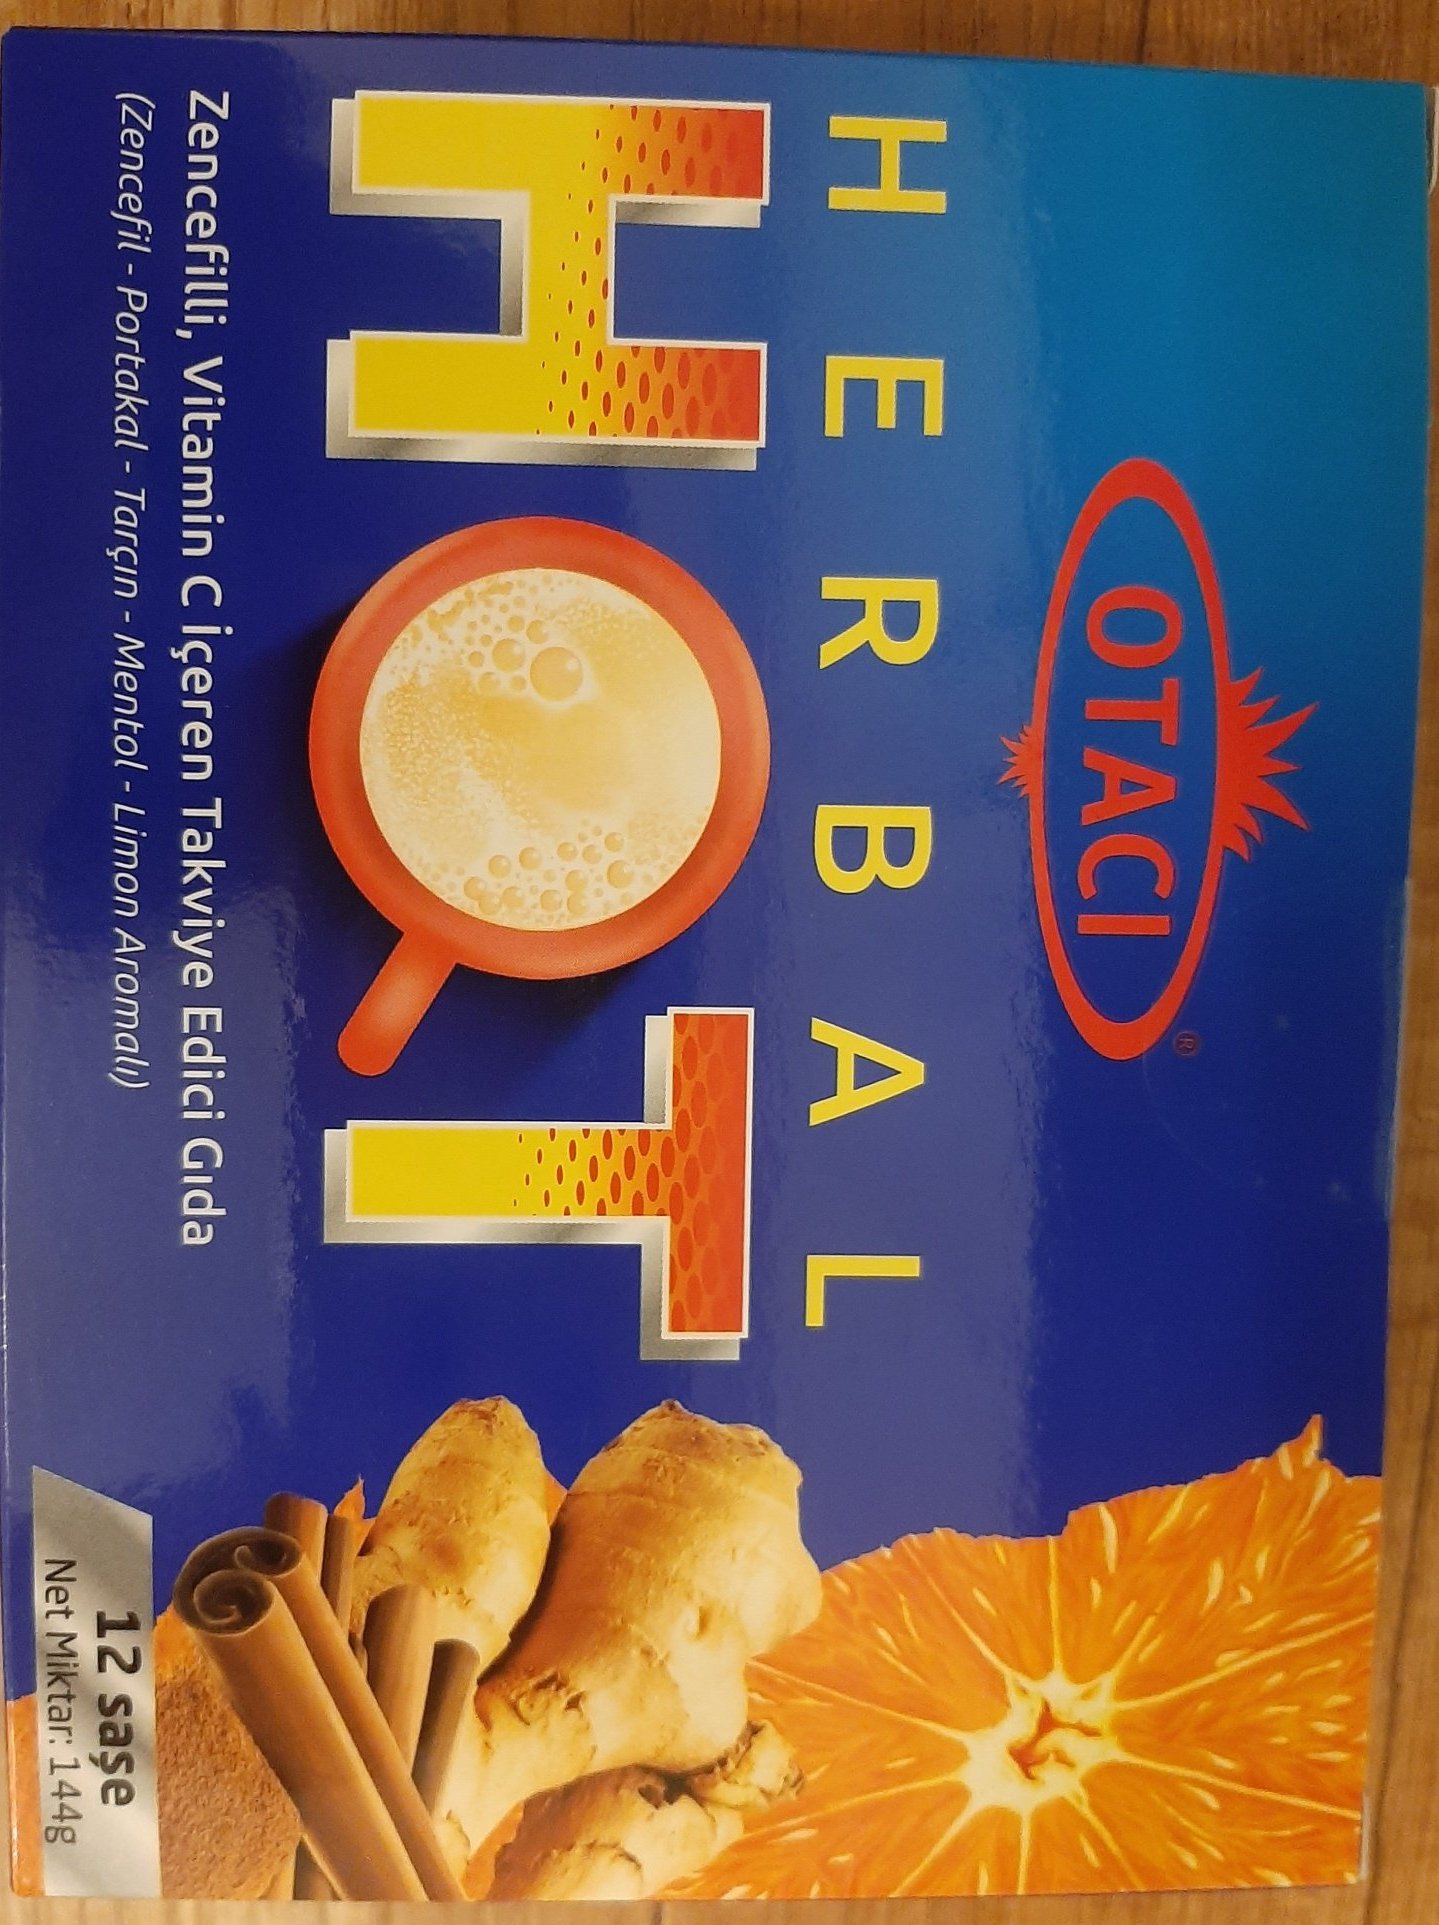 OTACI
®
HERBAL
HOT
Zencefilli, Vitamin C İçeren Takviye Edici Gıda
(Zencefil - Portakal - Tarçın - Mentol - Limon Aromalı)
12 saşe
Net Miktar: 144g